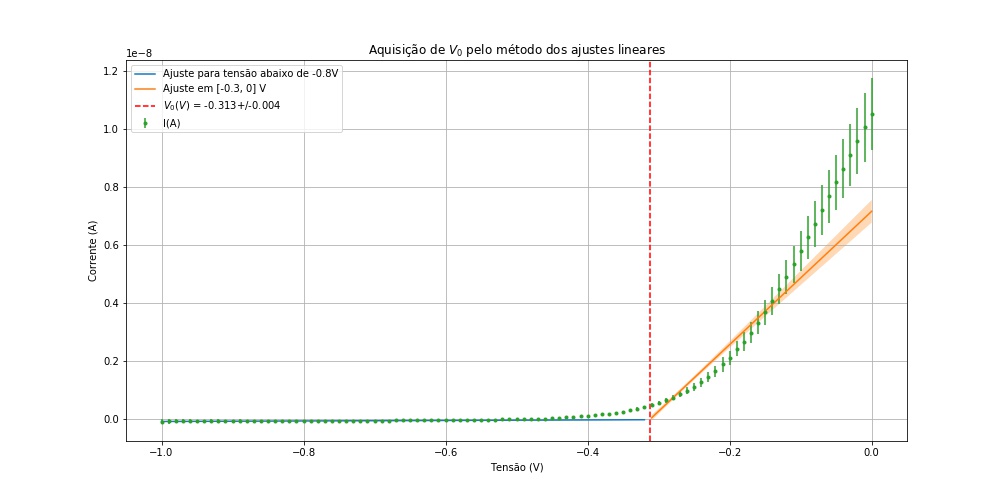 Aquisição de V₀ pelo método dos ajustes lineares
1e−8
Ajuste para tensão abaixo de -0.8V
Ajuste em [-0.3, 0] V
V₀(V) = -0.313+/-0.004
I(A)
1.2
1.0
0.8
0.6
0.4
0.2
0.0
Corrente (A)
−1.0 −0.8 −0.6 −0.4 −0.2 0.0
Tensão (V)